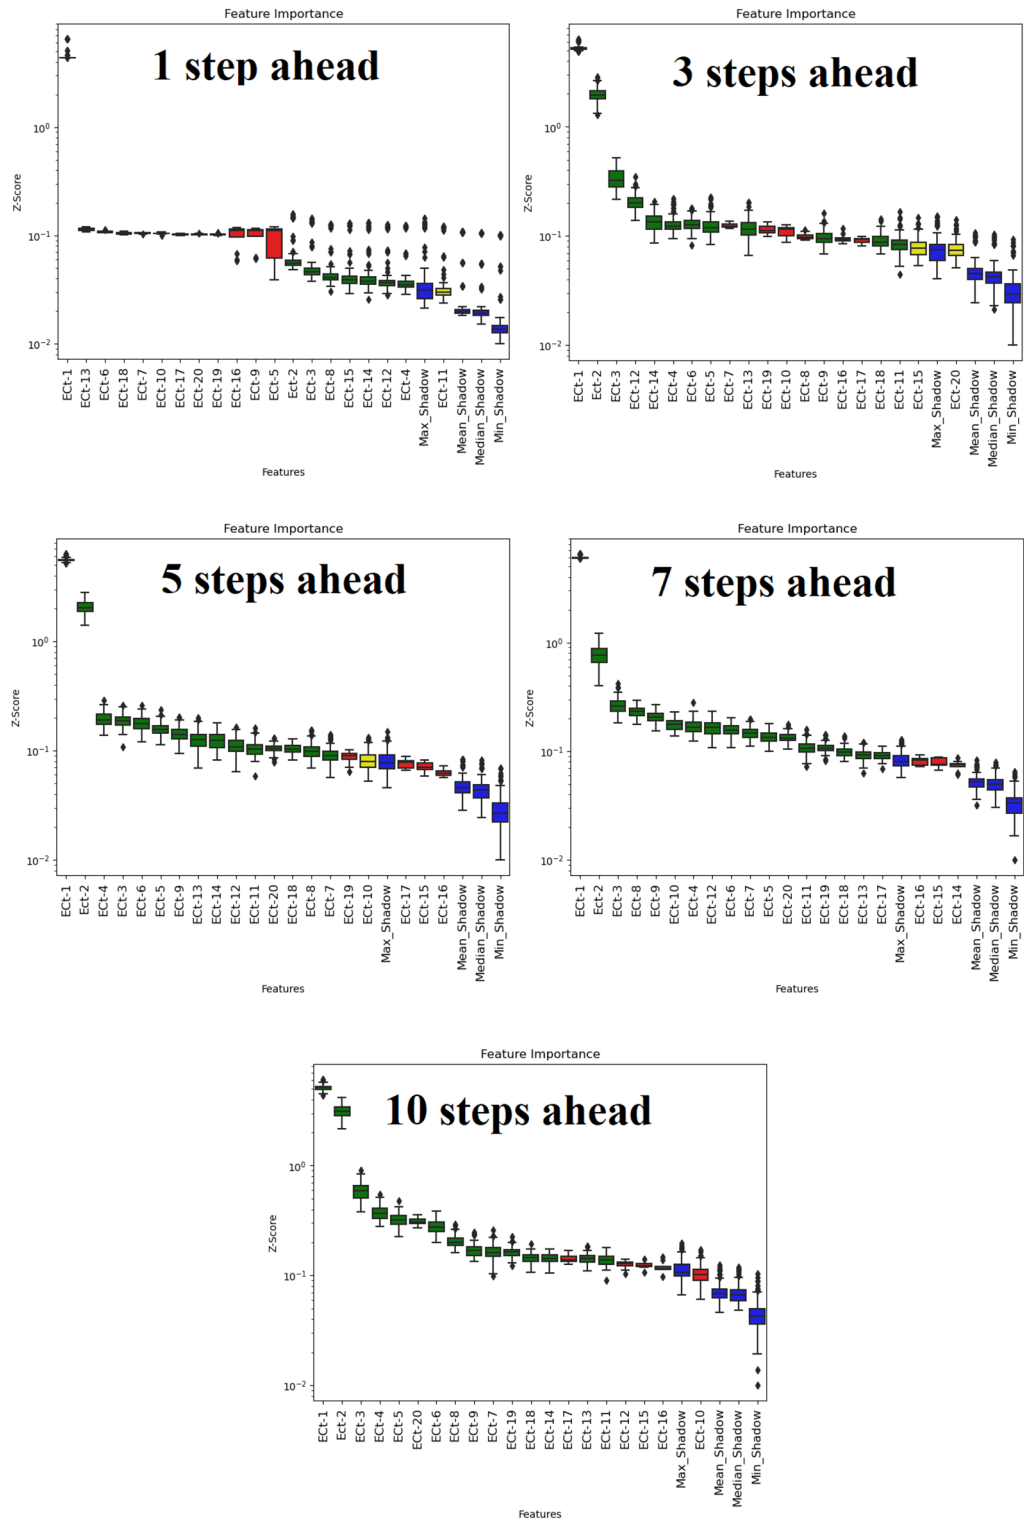 Feature Importance
1 step ahead
Z-Score
10⁰
10⁻¹
10⁻²
ECt-1 ECt-13 ECt-6 ECt-18 ECt-7 ECt-10 ECt-17 ECt-20 ECt-19 ECt-16 ECt-9 ECt-5 ECt-2 ECt-3 ECt-8 ECt-15 ECt-14 ECt-12 ECt-4 Max_Shadow ECt-11 Mean_Shadow Median_Shadow Min_Shadow
Features
Feature Importance
3 steps ahead
Z-Score
10⁰
10⁻¹
10⁻²
ECt-1 ECt-2 ECt-3 ECt-12 ECt-14 ECt-4 ECt-6 ECt-5 ECt-7 ECt-13 ECt-19 ECt-10 ECt-8 ECt-9 ECt-16 ECt-17 ECt-18 ECt-11 ECt-15 Max_Shadow ECt-20 Mean_Shadow Median_Shadow Min_Shadow
Features
Feature Importance
5 steps ahead
Z-Score
10⁰
10⁻¹
10⁻²
ECt-1 ECt-2 ECt-4 ECt-3 ECt-6 ECt-5 ECt-9 ECt-13 ECt-14 ECt-12 ECt-11 ECt-20 ECt-18 ECt-8 ECt-7 ECt-19 ECt-10 Max_Shadow ECt-17 ECt-15 ECt-16 Mean_Shadow Median_Shadow Min_Shadow
Features
Feature Importance
7 steps ahead
Z-Score
10⁰
10⁻¹
10⁻²
ECt-1 ECt-2 ECt-3 ECt-8 ECt-9 ECt-10 ECt-4 ECt-12 ECt-6 ECt-7 ECt-5 ECt-20 ECt-11 ECt-19 ECt-18 ECt-13 ECt-17 Max_Shadow ECt-16 ECt-15 ECt-14 Mean_Shadow Median_Shadow Min_Shadow
Features
Feature Importance
10 steps ahead
Z-Score
10⁰
10⁻¹
10⁻²
ECt-1 ECt-2 ECt-3 ECt-4 ECt-5 ECt-20 ECt-6 ECt-8 ECt-9 ECt-7 ECt-19 ECt-18 ECt-14 ECt-17 ECt-13 ECt-11 ECt-12 ECt-15 ECt-16 Max_Shadow ECt-10 Mean_Shadow Median_Shadow Min_Shadow
Features